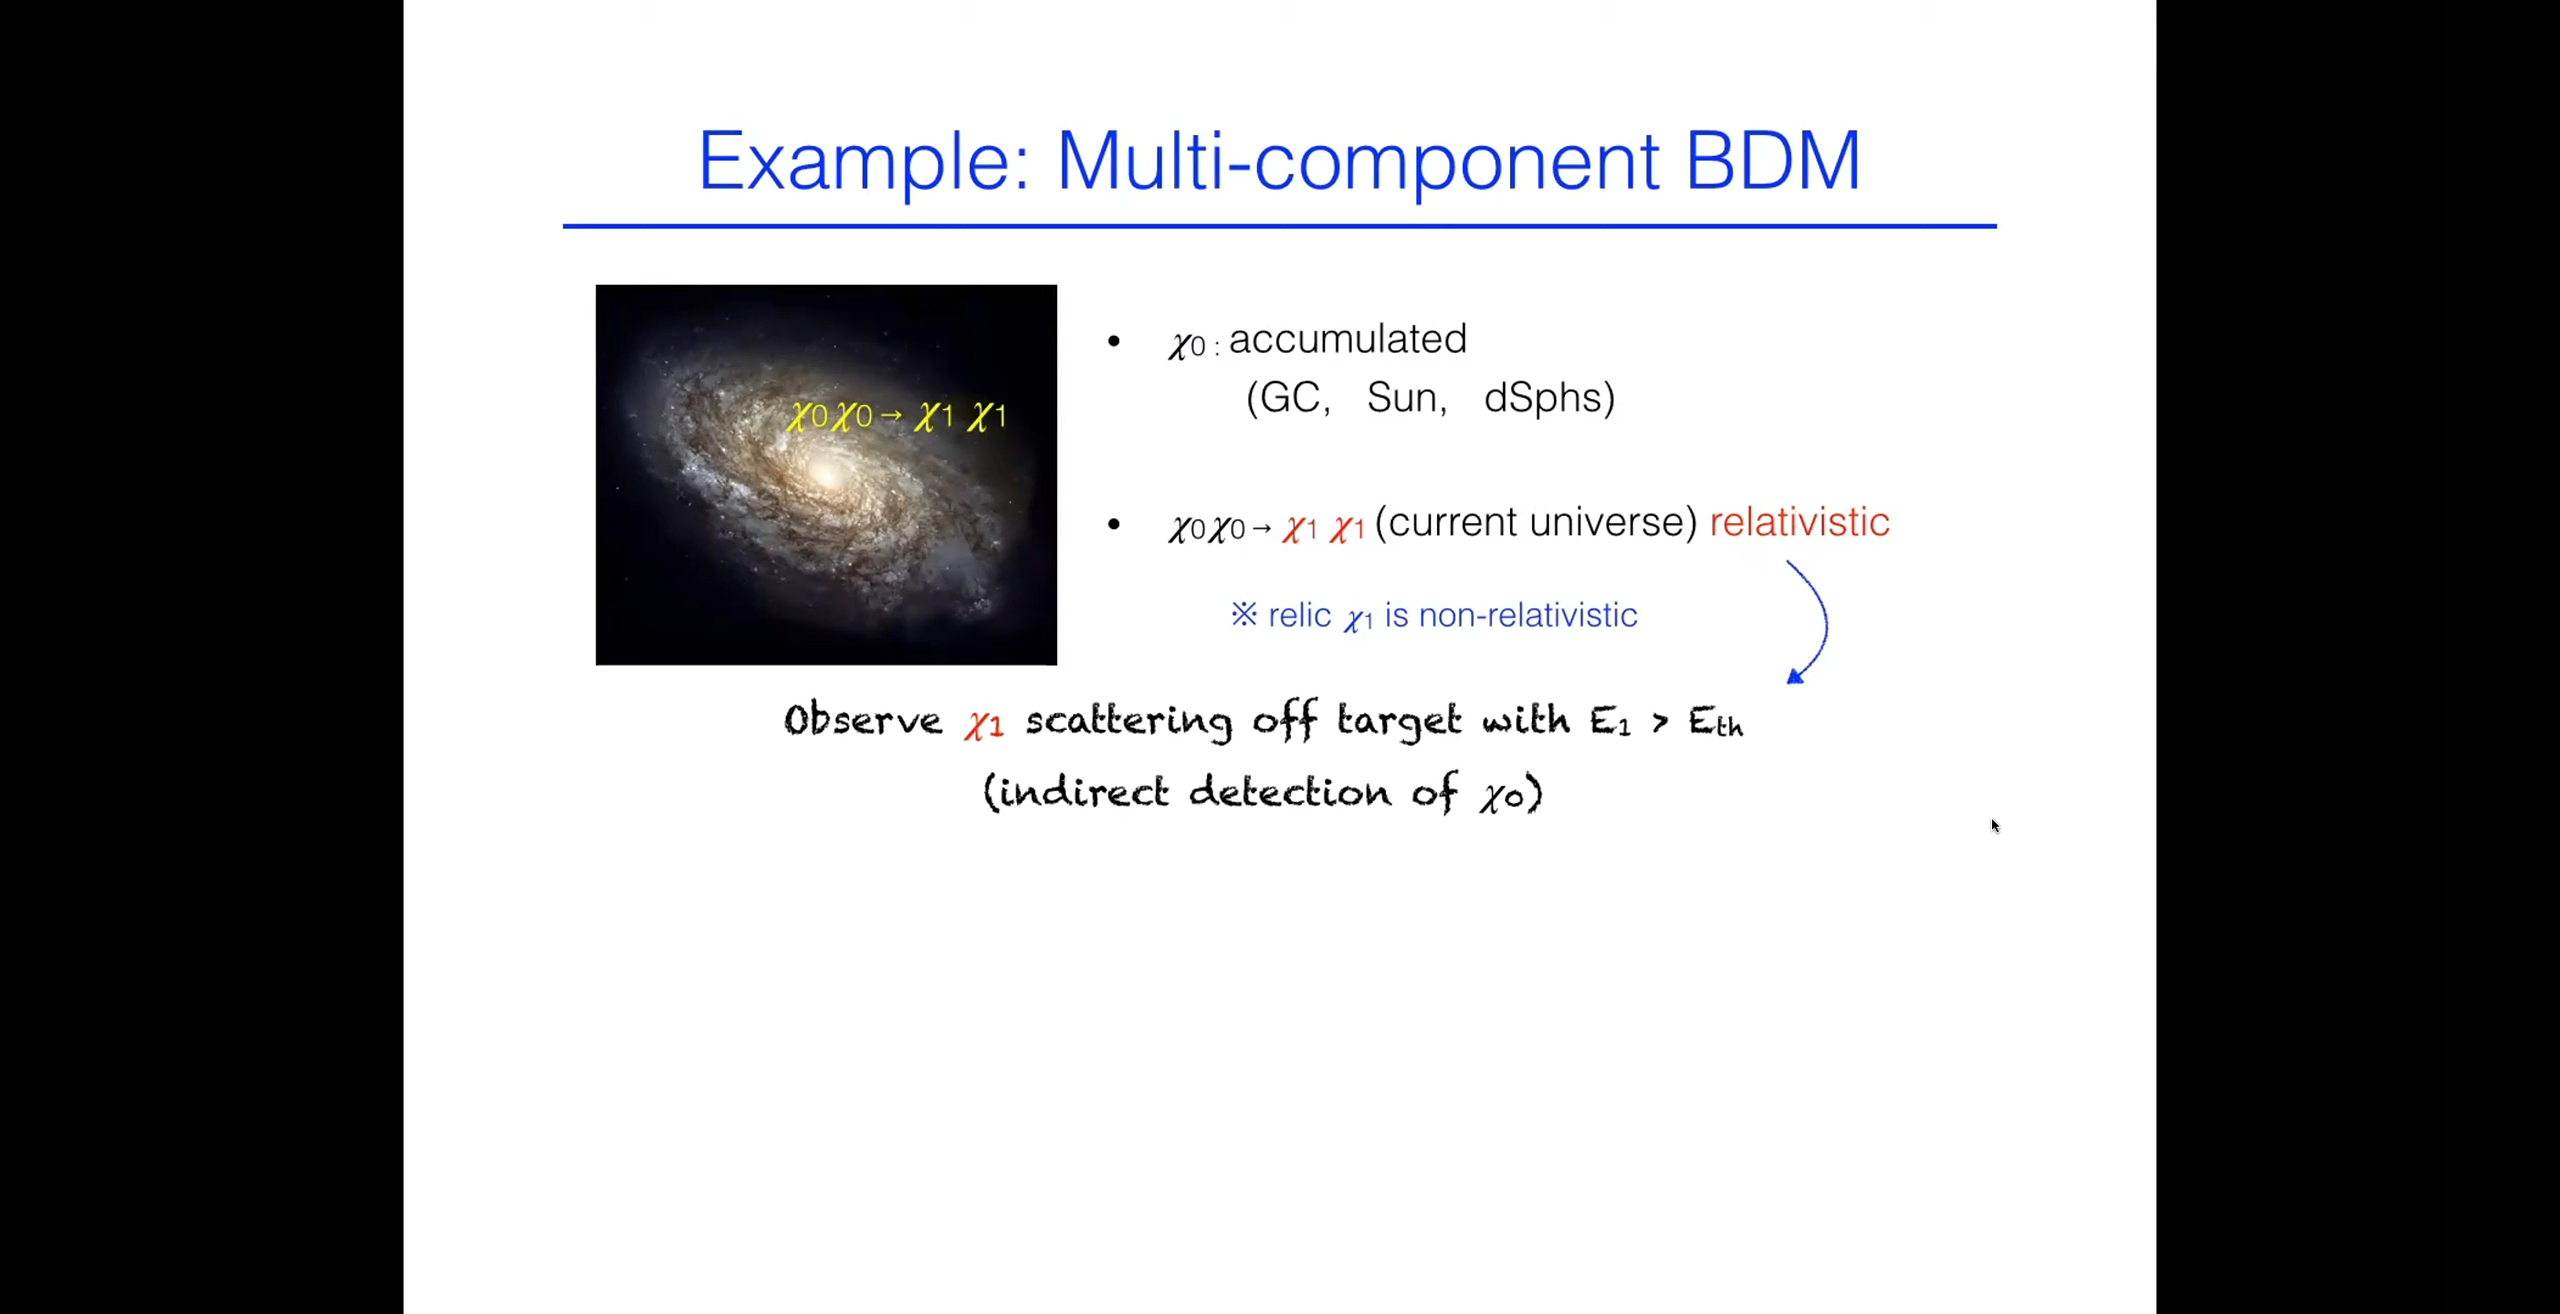 Example: Multi-component BDM
χ0χ0→ χ1 χ1
• χ0 : accumulated
(GC, Sun, dSphs)
• χ0χ0→ χ1 χ1 (current universe) relativistic
※ relic χ1 is non-relativistic
Observe χ1 scattering off target with E1 > Eth
(indirect detection of χ0)